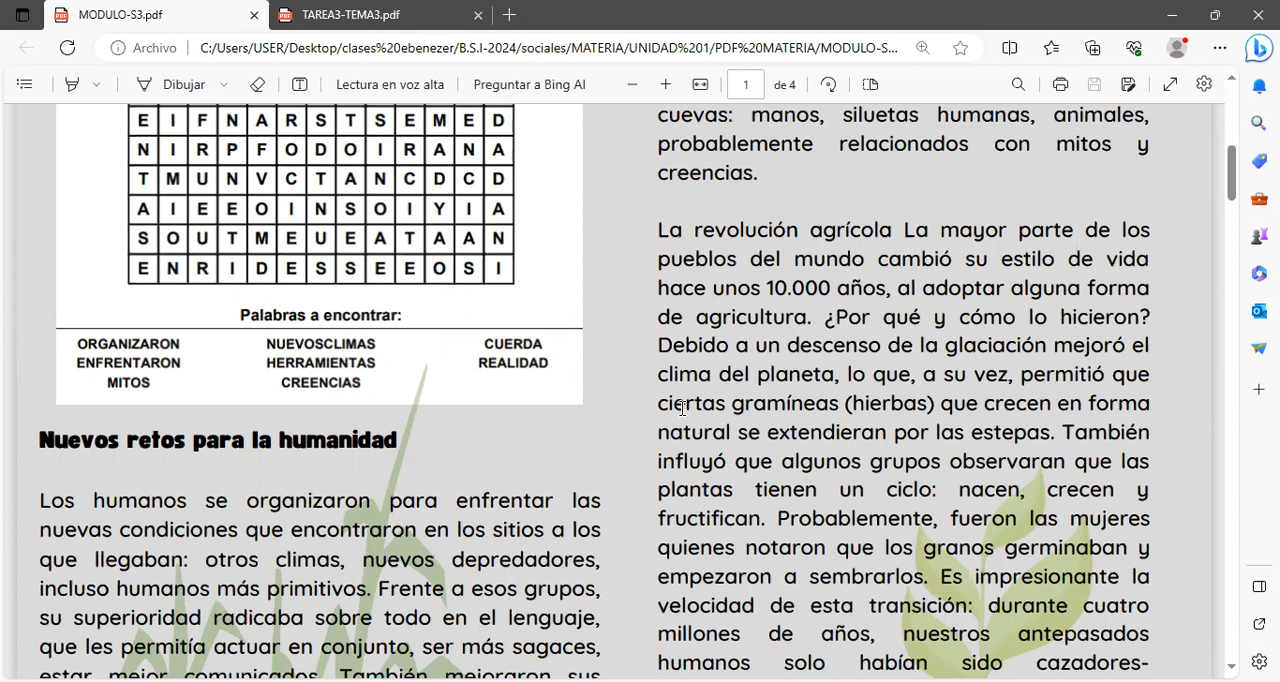 MODULO-S3.pdf
TAREA3-TEMA3.pdf
Archivo
C:/Users/USER/Desktop/clases%20ebenezer/B.S.I-2024/sociales/MATERIA/UNIDAD%201/PDF%20MATERIA/MODULO-S...
Dibujar
Lectura en voz alta
Preguntar a Bing AI
1
de 4
E I F N A R S T S E M E D
N I R P F O D O I R A N A
T M U N V C T A N C D C D
A I E E O I N S O I Y I A
S O U T M E U E A T A A N
E N R I D E S S E E O S I
Palabras a encontrar:
ORGANIZARON NUEVOSCLIMAS CUERDA
ENFRENTARON HERRAMIENTAS REALIDAD
MITOS CREENCIAS
Nuevos retos para la humanidad
Los humanos se organizaron para enfrentar las
nuevas condiciones que encontraron en los sitios a los
que llegaban: otros climas, nuevos depredadores,
incluso humanos más primitivos. Frente a esos grupos,
su superioridad radicaba sobre todo en el lenguaje,
que les permitía actuar en conjunto, ser más sagaces,
estar mejor comunicados. También mejoraron sus
cuevas: manos, siluetas humanas, animales,
probablemente relacionados con mitos y
creencias.
La revolución agrícola La mayor parte de los
pueblos del mundo cambió su estilo de vida
hace unos 10.000 años, al adoptar alguna forma
de agricultura. ¿Por qué y cómo lo hicieron?
Debido a un descenso de la glaciación mejoró el
clima del planeta, lo que, a su vez, permitió que
ciertas gramíneas (hierbas) que crecen en forma
natural se extendieran por las estepas. También
influyó que algunos grupos observaran que las
plantas tienen un ciclo: nacen, crecen y
fructifican. Probablemente, fueron las mujeres
quienes notaron que los granos germinaban y
empezaron a sembrarlos. Es impresionante la
velocidad de esta transición: durante cuatro
millones de años, nuestros antepasados
humanos solo habían sido cazadores-